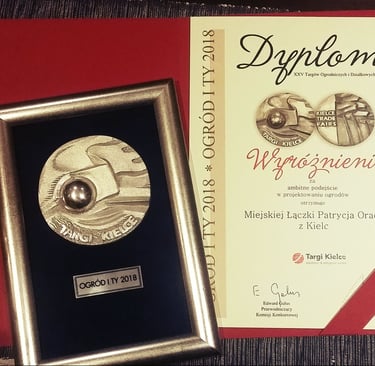 TARGI KIELCE
OGRÓD I TY 2018
OGRÓD I TY 2018 * OGRÓD I TY 2018
Dyplom
XXV Targów Ogrodniczych i Działkowych
TARGI KIELCE
KIELCE
TRADE
FAIRS
Wyróżnienie
za
ambitne podejście
w projektowaniu ogrodów
otrzymuje
Miejskiej Łączki Patrycja
z Kielc
Targi Kielce
Edward Gałus
Przewodniczący
Komisji Konkursowej